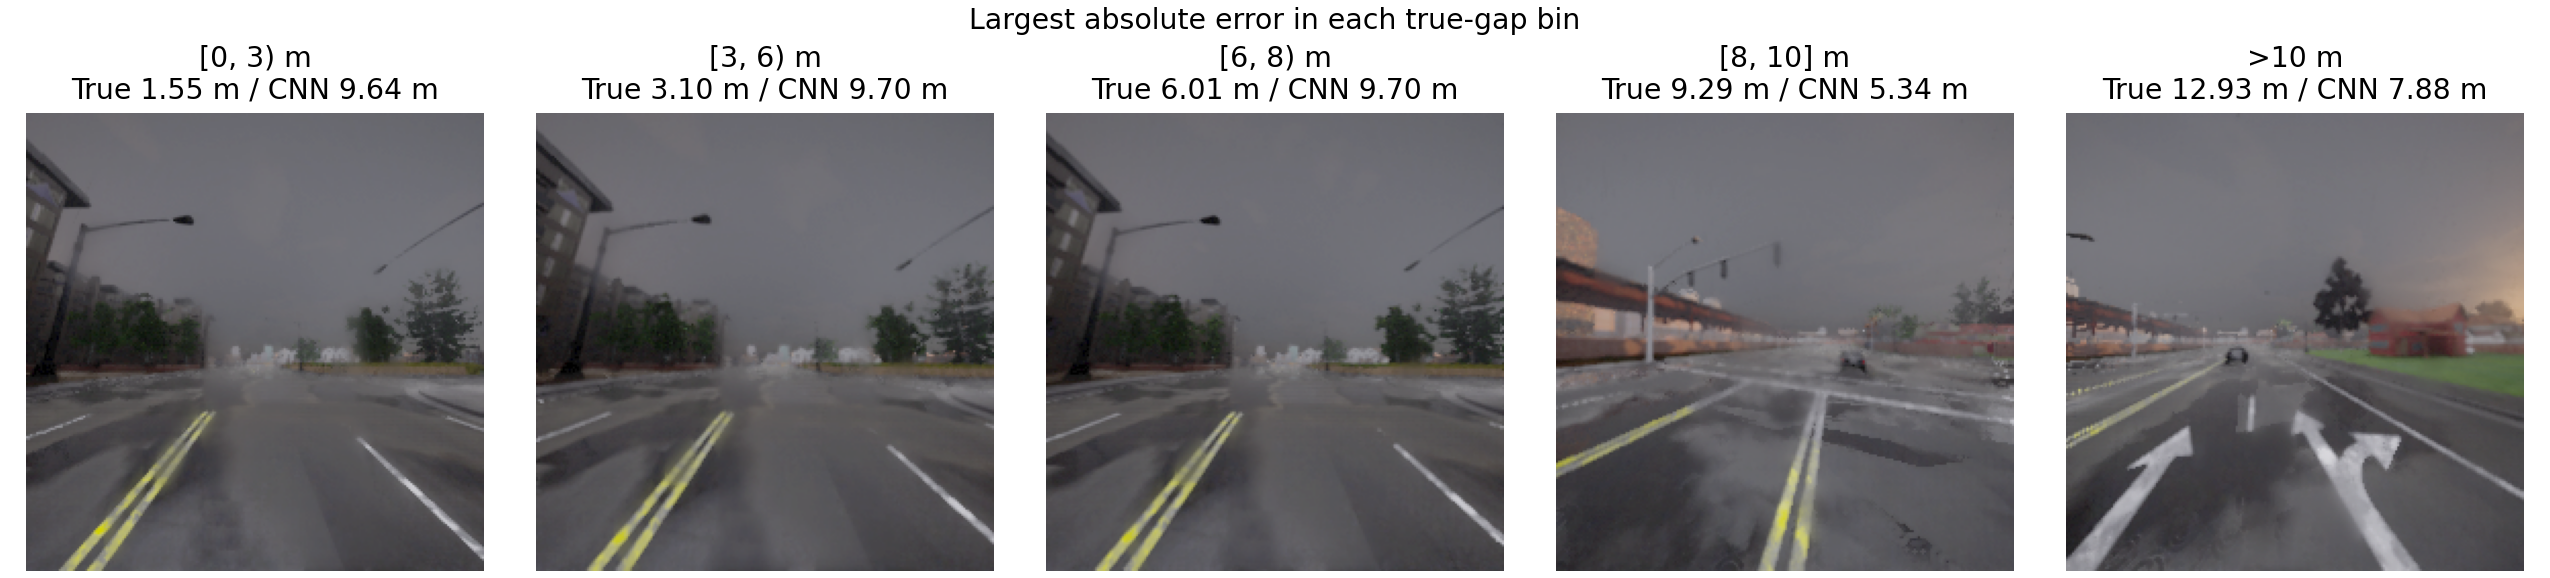 Largest absolute error in each true-gap bin
[0, 3) m
True 1.55 m / CNN 9.64 m
[3, 6) m
True 3.10 m / CNN 9.70 m
[6, 8) m
True 6.01 m / CNN 9.70 m
[8, 10] m
True 9.29 m / CNN 5.34 m
>10 m
True 12.93 m / CNN 7.88 m